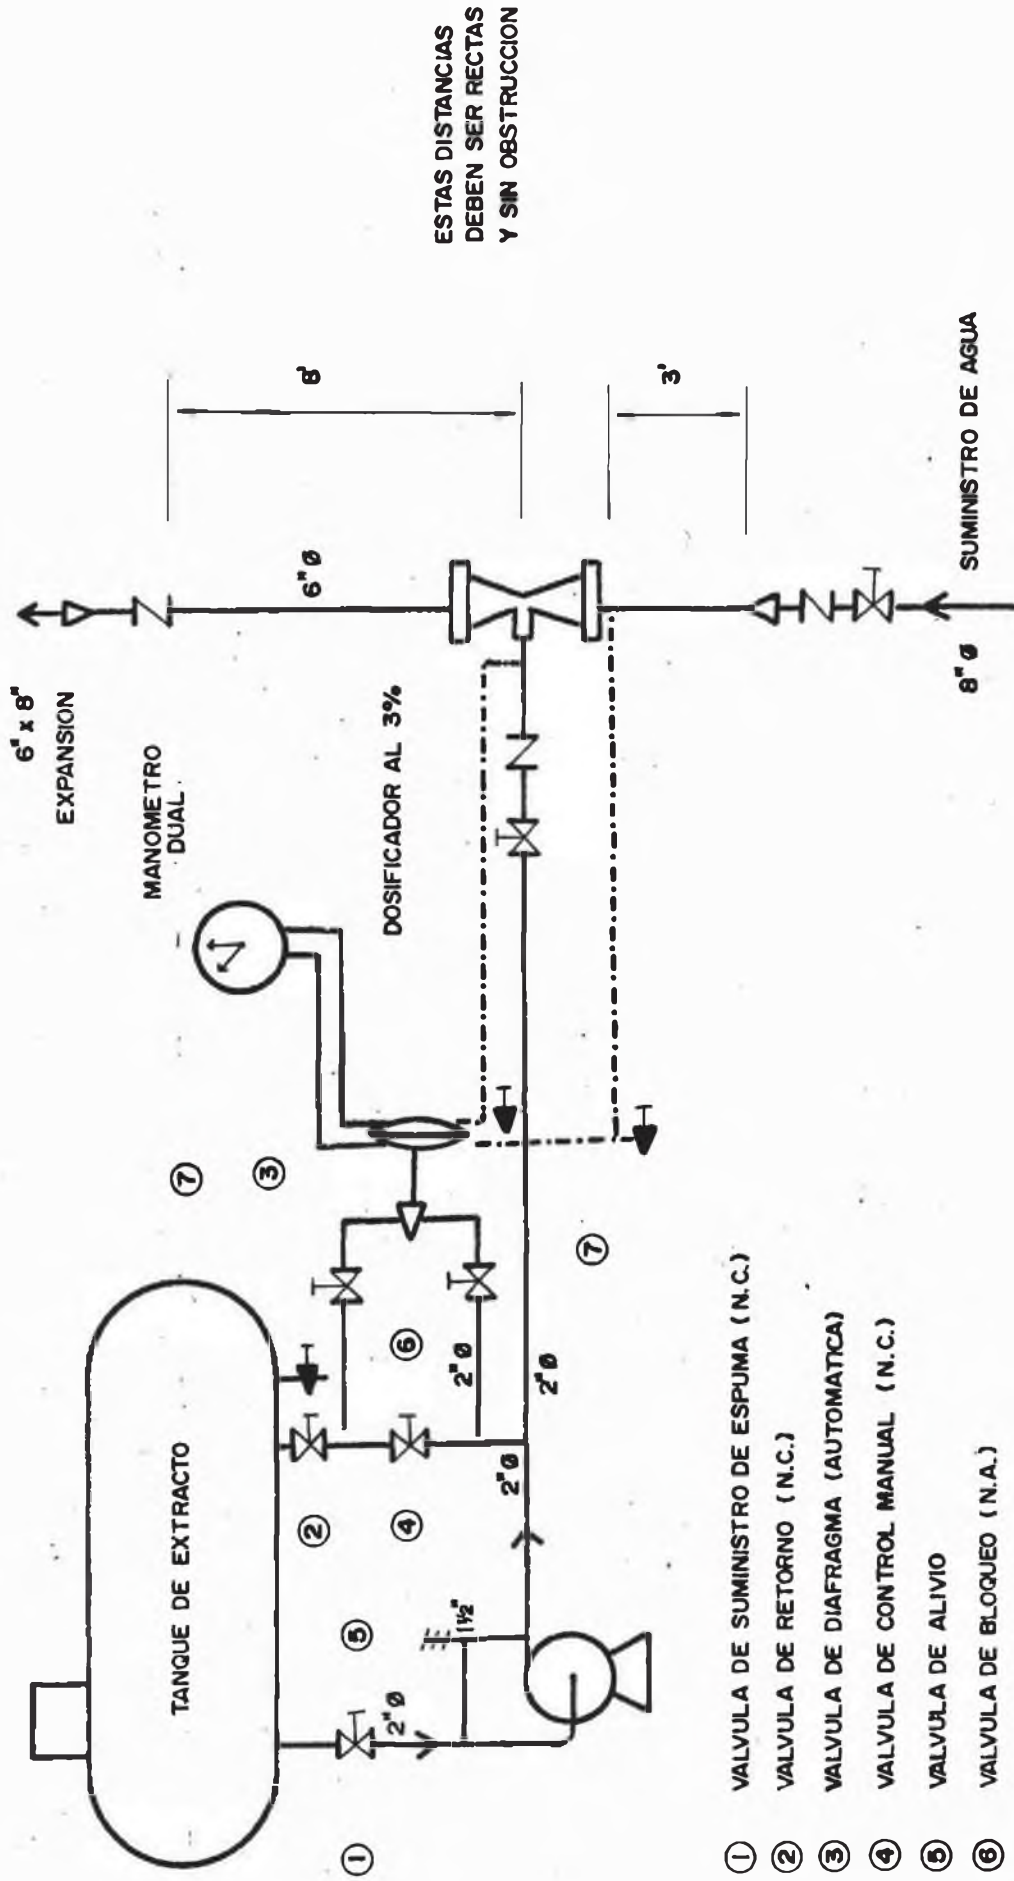 6" x 8"
EXPANSION
MANOMETRO
DUAL.
DOSIFICADOR AL 3%
6" Ø
8'
3'
ESTAS DISTANCIAS
DEBEN SER RECTAS
Y SIN OBSTRUCCION
8" Ø
SUMINISTRO DE AGUA
TANQUE DE EXTRACTO
7
3
6
2" Ø
2" Ø
2" Ø
7
2
4
5
1½"
2" Ø
1
1 VALVULA DE SUMINISTRO DE ESPUMA (N.C.)
2 VALVULA DE RETORNO (N.C.)
3 VALVULA DE DIAFRAGMA (AUTOMATICA)
4 VALVULA DE CONTROL MANUAL (N.C.)
5 VALVULA DE ALIVIO
6 VALVULA DE BLOQUEO (N.A.)